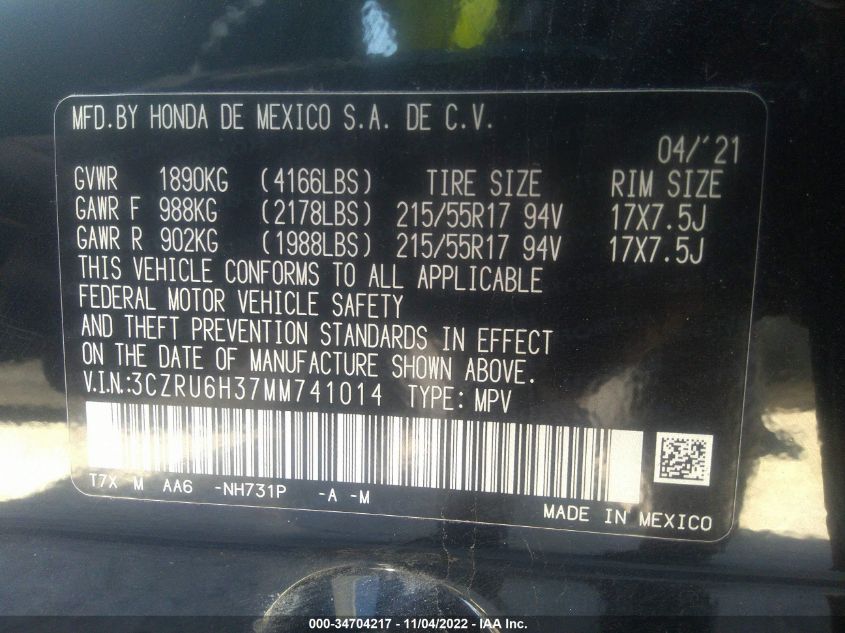 MFD.BY HONDA DE MEXICO S.A. DE C.V.
04/'21
GVWR 1890KG (4166LBS) TIRE SIZE RIM SIZE
GAWR F 988KG (2178LBS) 215/55R17 94V 17X7.5J
GAWR R 902KG (1988LBS) 215/55R17 94V 17X7.5J
THIS VEHICLE CONFORMS TO ALL APPLICABLE
FEDERAL MOTOR VEHICLE SAFETY
AND THEFT PREVENTION STANDARDS IN EFFECT
ON THE DATE OF MANUFACTURE SHOWN ABOVE.
V.I.N.:3CZRU6H37MM741014 TYPE: MPV
T7X M AA6 -NH731P -A -M
MADE IN MEXICO
000-34704217 - 11/04/2022 - IAA Inc.